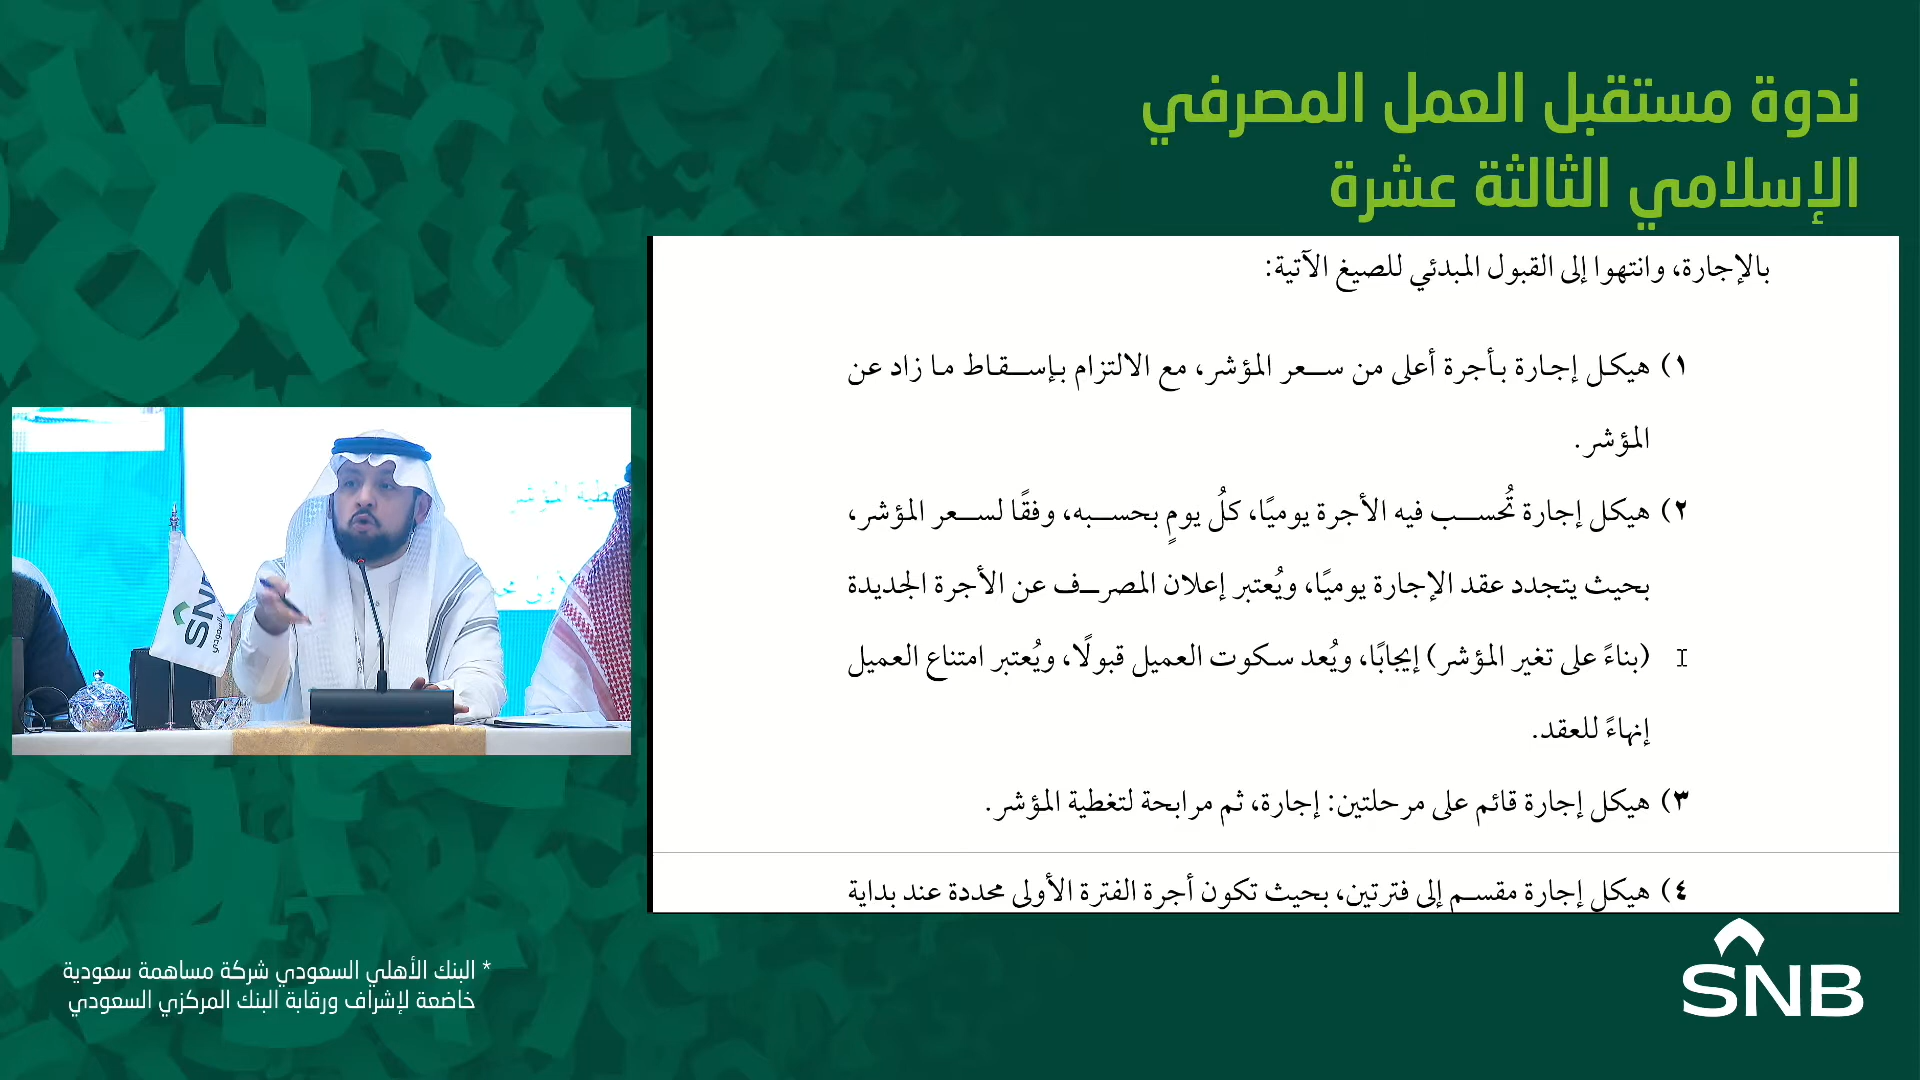 ندوة مستقبل العمل المصرفي
الإسلامي الثالثة عشرة
بالإجارة، وانتهوا إلى القبول المبدئي للصيغ الآتية:
١) هيكل إجارة بأجرة أعلى من سعر المؤشر، مع الالتزام بإسقاط ما زاد عن
المؤشر.
٢) هيكل إجارة تُحسب فيه الأجرة يوميًا، كلُ يومٍ بحسبه، وفقًا لسعر المؤشر،
بحيث يتجدد عقد الإجارة يوميًا، ويُعتبر إعلان المصرف عن الأجرة الجديدة
(بناءً على تغير المؤشر) إيجابًا، ويُعد سكوت العميل قبولًا، ويُعتبر امتناع العميل
إنهاءً للعقد.
٣) هيكل إجارة قائم على مرحلتين: إجارة، ثم مرابحة لتغطية المؤشر.
٤) هيكل إجارة مقسم إلى فترتين، بحيث تكون أجرة الفترة الأولى محددة عند بداية
SNB
SNB
* البنك الأهلي السعودي شركة مساهمة سعودية
خاضعة لإشراف ورقابة البنك المركزي السعودي